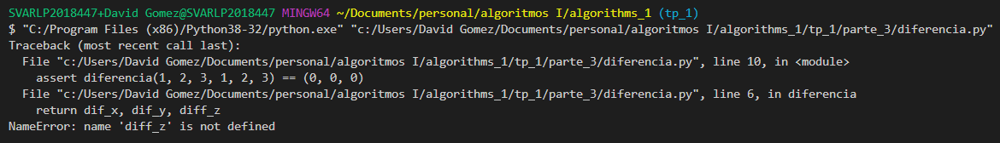 SVARLP2018447+David Gomez@SVARLP2018447 MINGW64 ~/Documents/personal/algoritmos I/algorithms_1 (tp_1)
$ "C:/Program Files (x86)/Python38-32/python.exe" "c:/Users/David Gomez/Documents/personal/algoritmos I/algorithms_1/tp_1/parte_3/diferencia.py"
Traceback (most recent call last):
  File "c:/Users/David Gomez/Documents/personal/algoritmos I/algorithms_1/tp_1/parte_3/diferencia.py", line 10, in <module>
    assert diferencia(1, 2, 3, 1, 2, 3) == (0, 0, 0)
  File "c:/Users/David Gomez/Documents/personal/algoritmos I/algorithms_1/tp_1/parte_3/diferencia.py", line 6, in diferencia
    return dif_x, dif_y, diff_z
NameError: name 'diff_z' is not defined